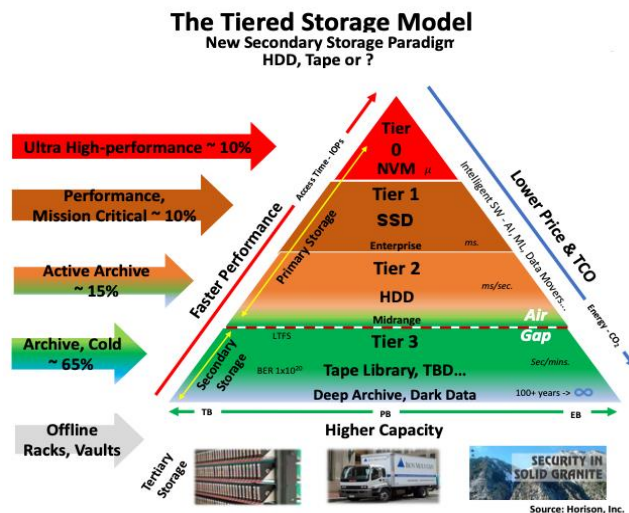 The Tiered Storage Model
New Secondary Storage Paradigm
HDD, Tape or ?
Ultra High-performance ~ 10%
Performance,
Mission Critical ~ 10%
Active Archive
~ 15%
Archive, Cold
~ 65%
Offline
Racks, Vaults
Faster Performance
Access Time - IOPs
Primary Storage
Secondary
Storage
Tertiary
Storage
Tier
0
NVM μ
Tier 1
SSD
Enterprise ms.
Tier 2
HDD ms/sec.
Midrange
Air
Gap
LTFS
Tier 3
Sec/mins.
BER 1x10²⁰
Tape Library, TBD...
Deep Archive, Dark Data
100+ years -> ∞
Lower Price & TCO
Intelligent SW - AI, ML, Data Movers...
Energy - CO₂
TB PB EB
Higher Capacity
SECURITY IN
SOLID GRANITE
Source: Horison, Inc.